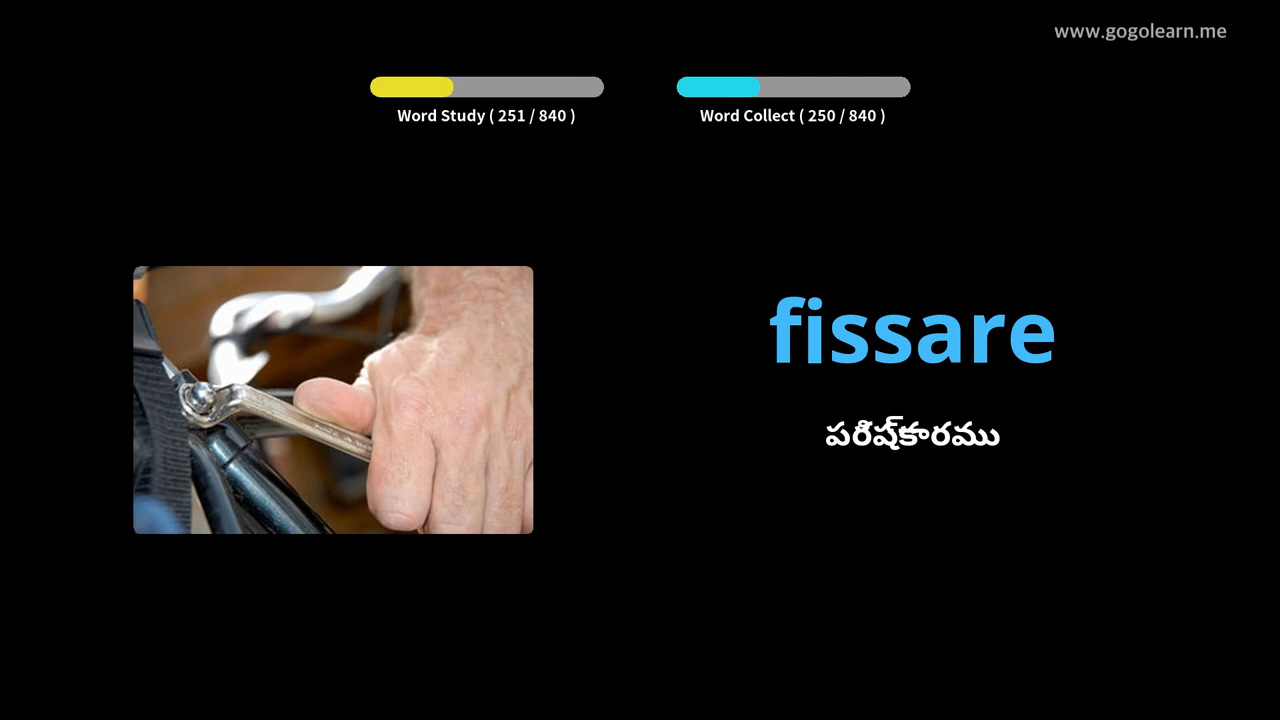 www.gogolearn.me
Word Study ( 251 / 840 )
Word Collect ( 250 / 840 )
fissare
పరిష్‌కారము